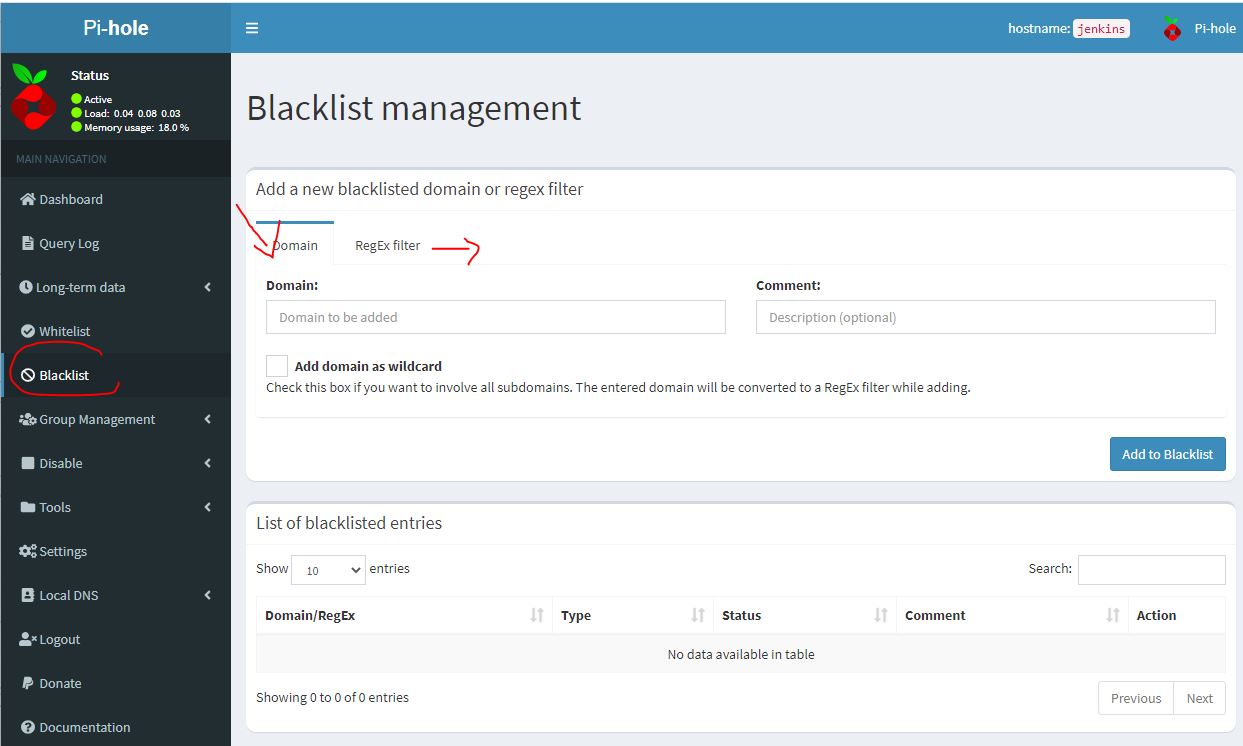 Pi-hole
hostname: jenkins
Pi-hole
Status
Active
Load: 0.04 0.08 0.03
Memory usage: 18.0 %
MAIN NAVIGATION
Dashboard
Query Log
Long-term data
Whitelist
Blacklist
Group Management
Disable
Tools
Settings
Local DNS
Logout
Donate
Documentation
Blacklist management
Add a new blacklisted domain or regex filter
Domain
RegEx filter
Domain:
Comment:
Domain to be added
Description (optional)
Add domain as wildcard
Check this box if you want to involve all subdomains. The entered domain will be converted to a RegEx filter while adding.
Add to Blacklist
List of blacklisted entries
Show 10 entries
Search:
Domain/RegEx Type Status Comment Action
No data available in table
Showing 0 to 0 of 0 entries
Previous Next